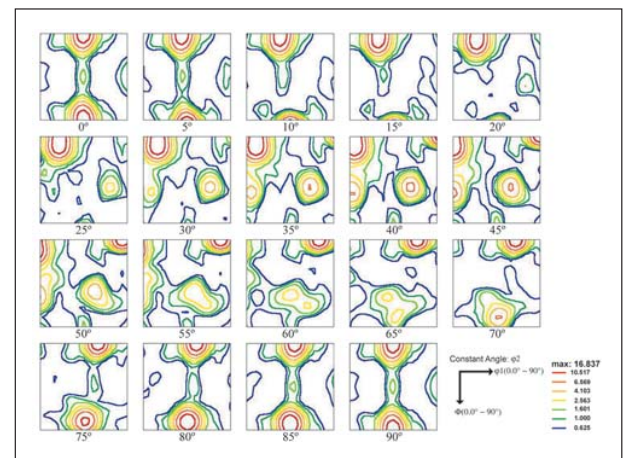 0° 5° 10° 15° 20°
25° 30° 35° 40° 45°
50° 55° 60° 65° 70°
75° 80° 85° 90°
Constant Angle: φ2
φ1(0.0° ~ 90°)
Φ(0.0° ~ 90°)
max: 16.837
10.517
6.569
4.103
2.563
1.601
1.000
0.625